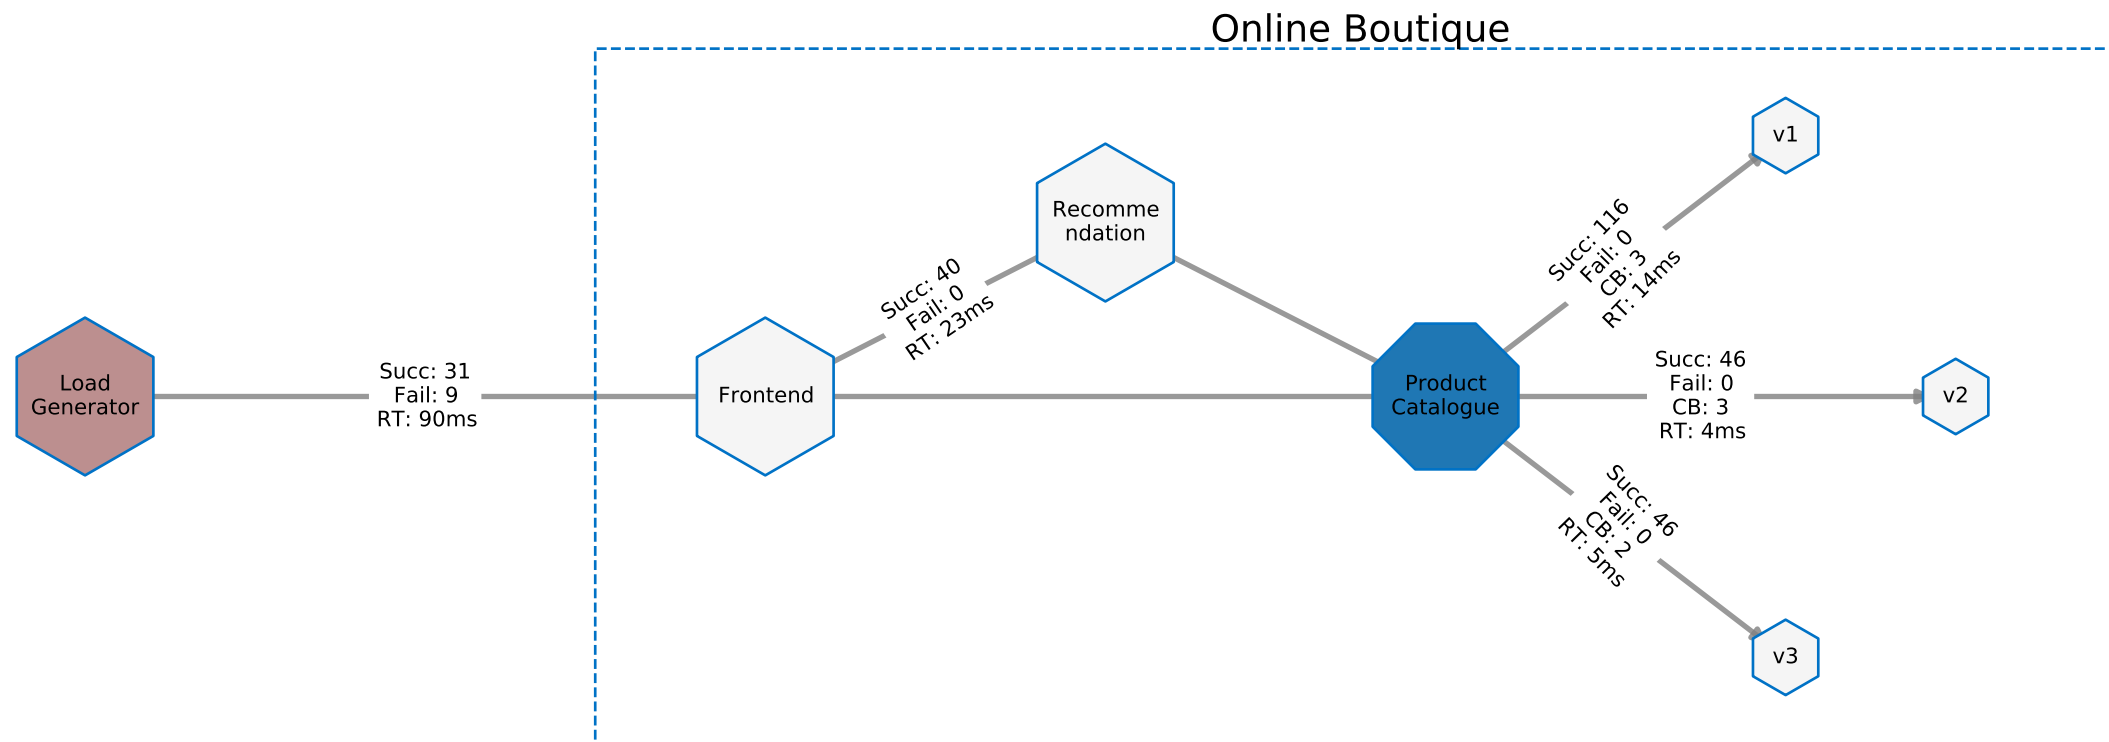 Online Boutique
Load
Generator
Succ: 31
Fail: 9
RT: 90ms
Frontend
Succ: 40
Fail: 0
RT: 23ms
Recomme
ndation
Product
Catalogue
Succ: 116
Fail: 0
CB: 3
RT: 14ms
v1
Succ: 46
Fail: 0
CB: 3
RT: 4ms
v2
Succ: 46
Fail: 0
CB: 2
RT: 5ms
v3